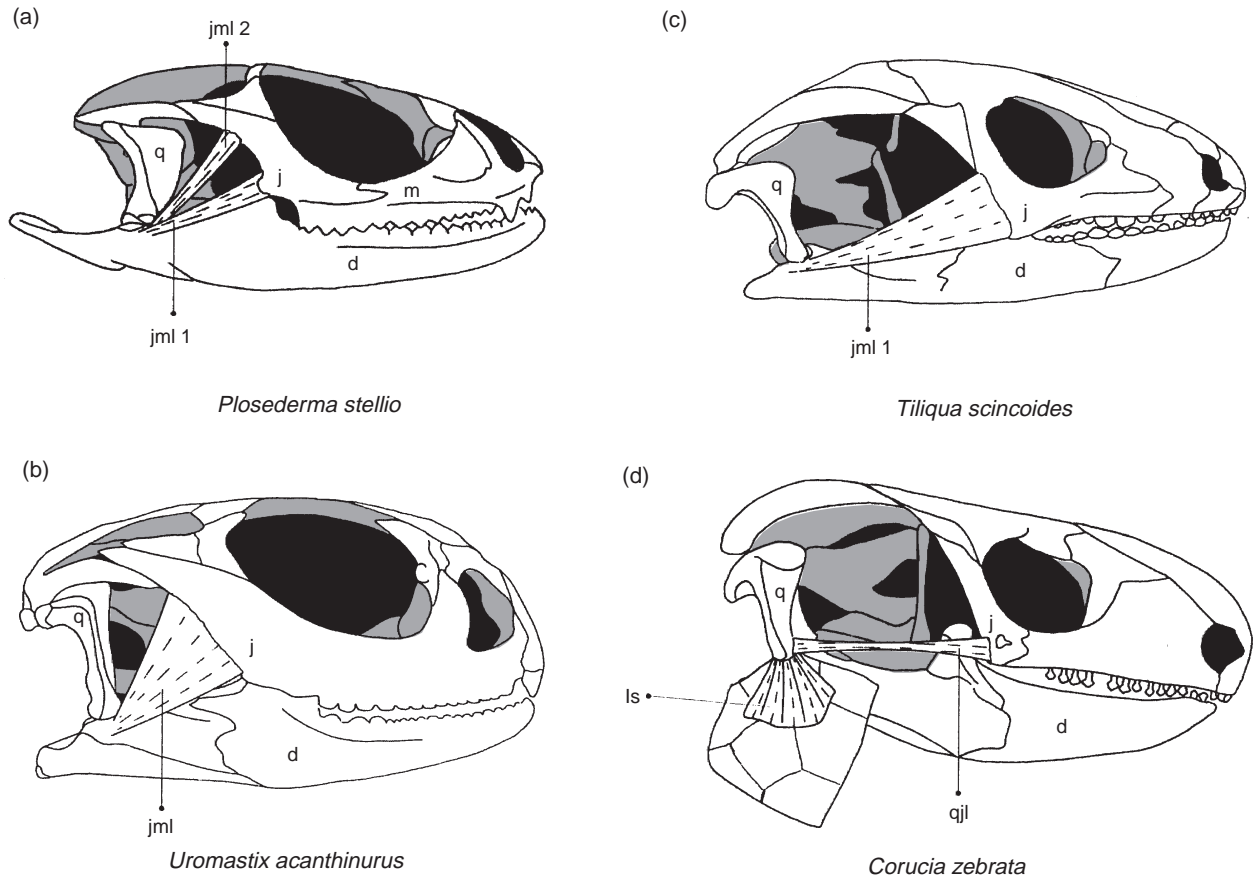 (a)
jml 2
q
j
m
d
jml 1
Plosederma stellio
(c)
q
j
d
jml 1
Tiliqua scincoides
(b)
q
j
d
jml
Uromastix acanthinurus
(d)
q
j
ls
d
qjl
Corucia zebrata